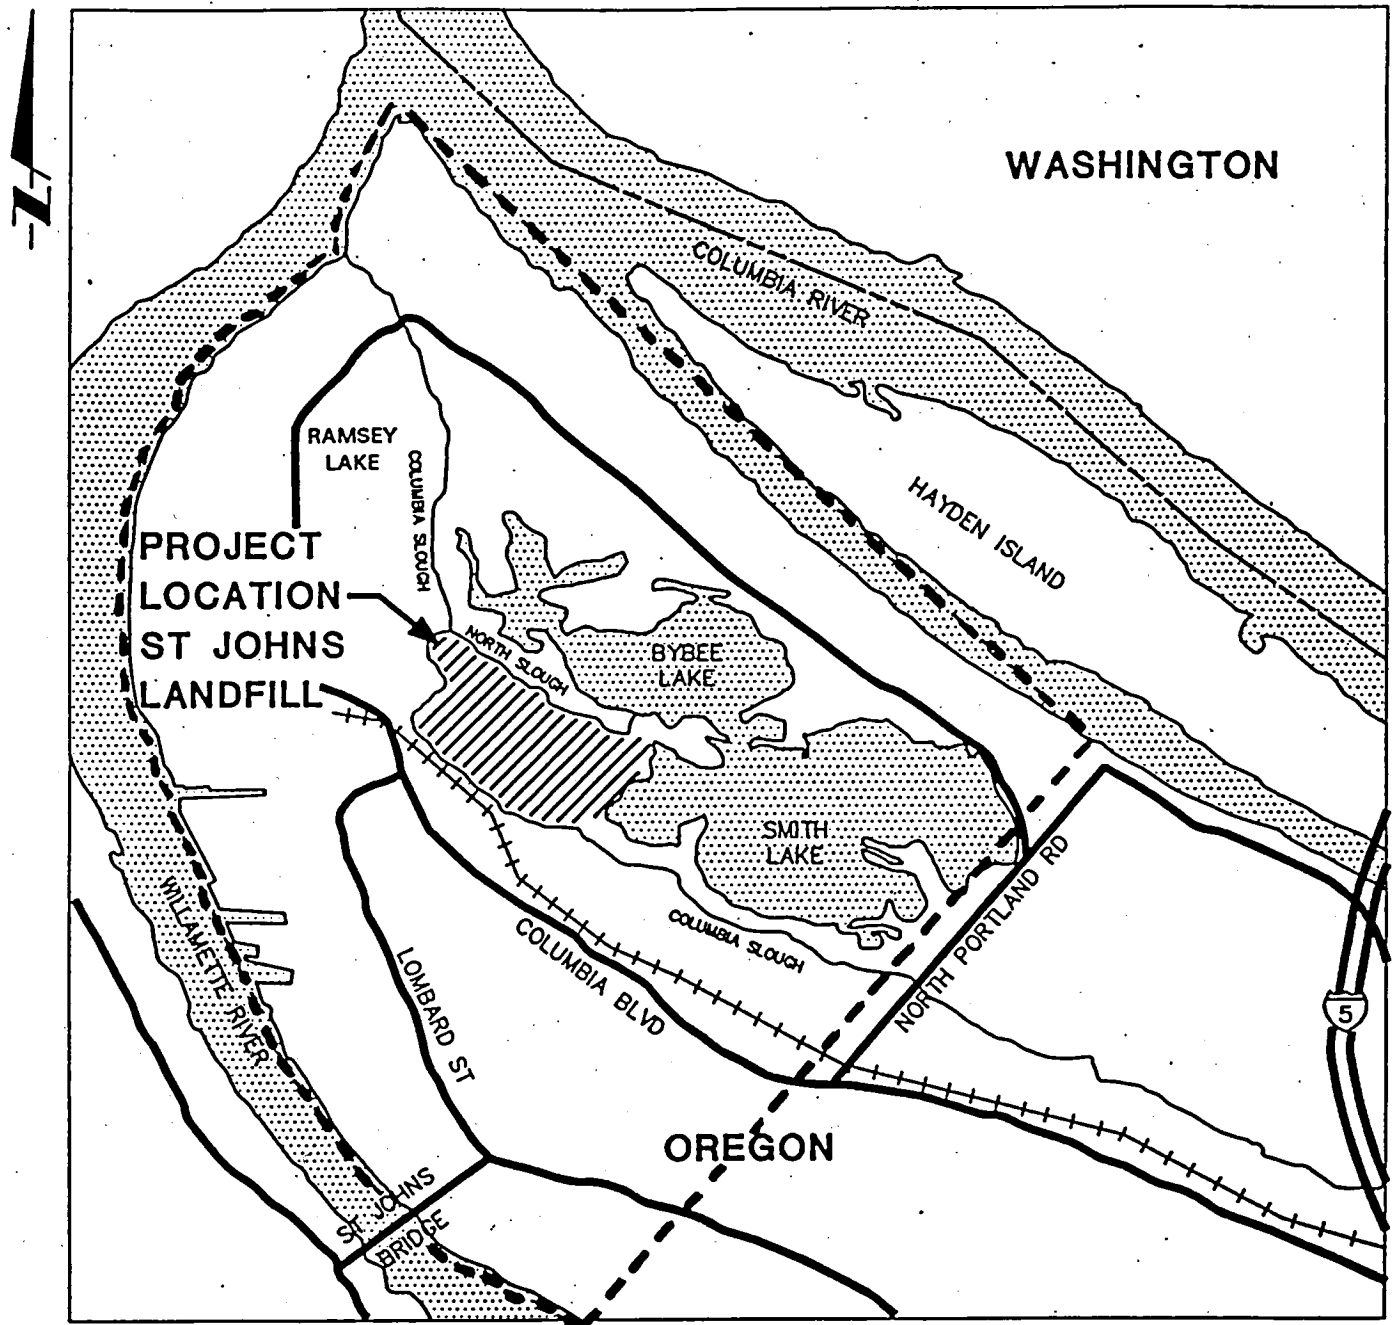 N
WASHINGTON
COLUMBIA RIVER
RAMSEY
LAKE
COLUMBIA SLOUGH
HAYDEN ISLAND
PROJECT
LOCATION
ST JOHNS
LANDFILL
NORTH SLOUGH
BYBEE
LAKE
SMITH
LAKE
NORTH PORTLAND RD
COLUMBIA SLOUGH
COLUMBIA BLVD
WILLAMETTE RIVER
LOMBARD ST
5
OREGON
ST JOHNS
BRIDGE